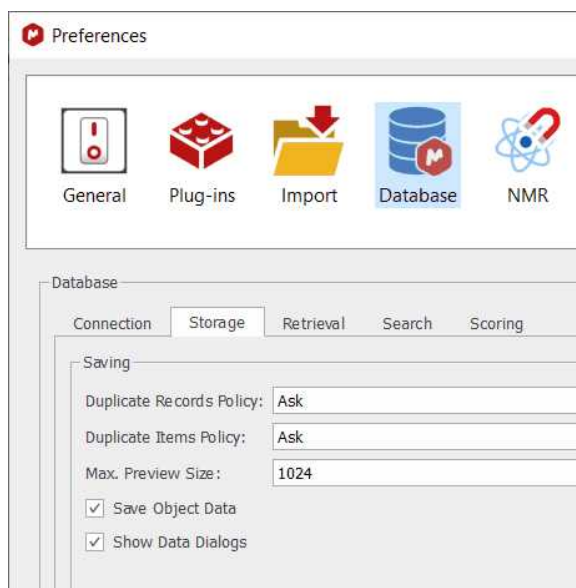 Preferences
General Plug-ins Import Database NMR
Database
Connection Storage Retrieval Search Scoring
Saving
Duplicate Records Policy: Ask
Duplicate Items Policy: Ask
Max. Preview Size: 1024
Save Object Data
Show Data Dialogs